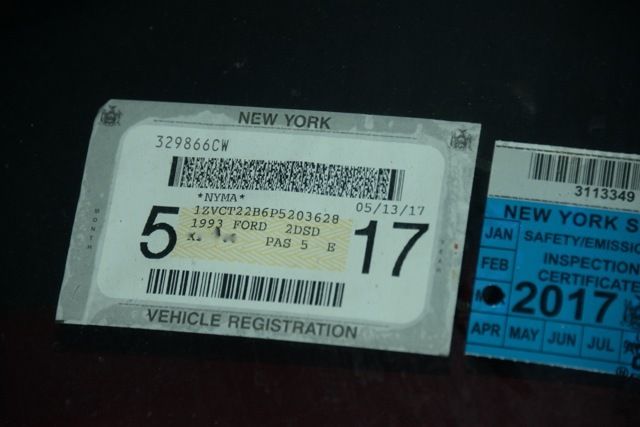 NEW YORK
329866CW
*NYMA*
05/13/17
1ZVCT22B6P5203628
1993 FORD 2DSD
PAS 5 E
5
17
MONTH
VEHICLE REGISTRATION
3113349
NEW YORK S
JAN SAFETY/EMISSIO
FEB INSPECTION
CERTIFICATE
2017
APR MAY JUN JUL